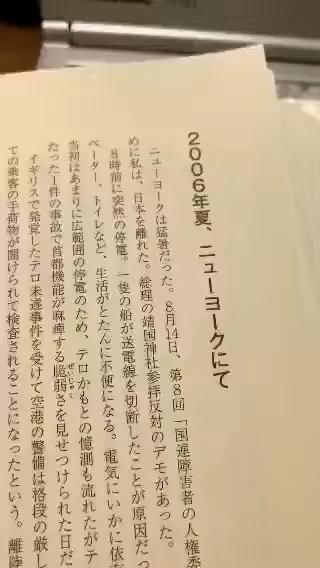 2006年夏、ニューヨークにて
ニューヨークは猛暑だった。8月14日、第8回「国連障害者の人権委
めに私は、日本を離れた。総理の靖国神社参拝反対のデモがあった。
8時前に突然の停電。一隻の船が送電線を切断したことが原因だっ
ベーター、トイレなど、生活がとたんに不便になる。電気にいかに依
当初はあまりに広範囲の停電のため、テロかもとの憶測も流れたがテ
たった1件の事故で首都機能が麻痺する脆弱さを見せつけられた日だ
イギリスで発覚したテロ未遂事件を受けて空港の警備は格段の厳し
ての乗客の手荷物が開けられて検査されることになったという。離陸